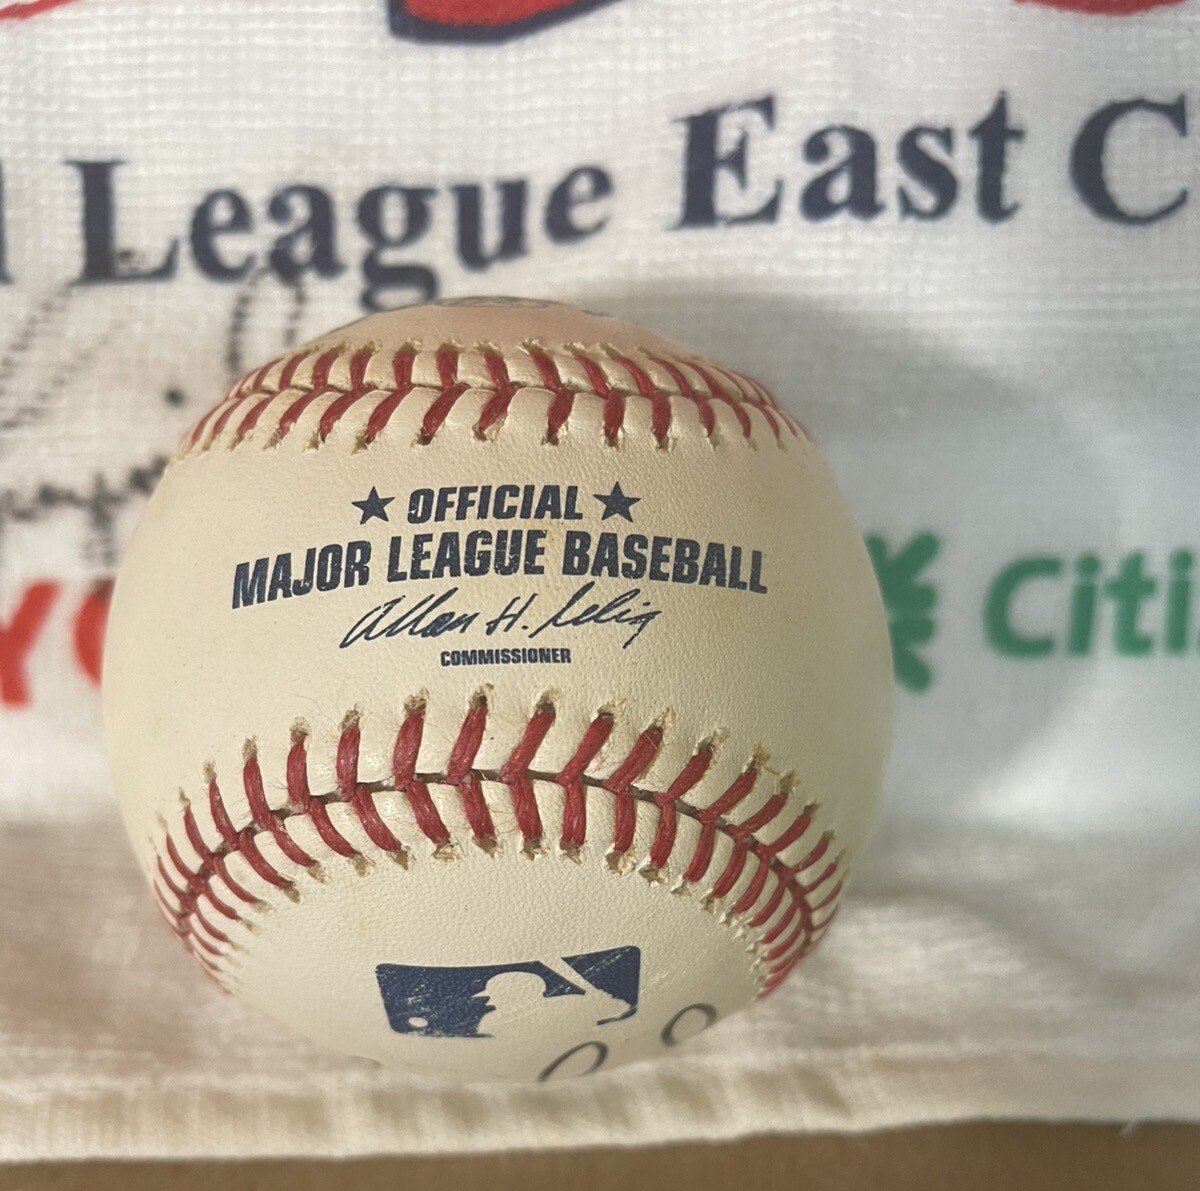 League East C
★ OFFICIAL ★
MAJOR LEAGUE BASEBALL
Allan H. Selig
COMMISSIONER
Citi